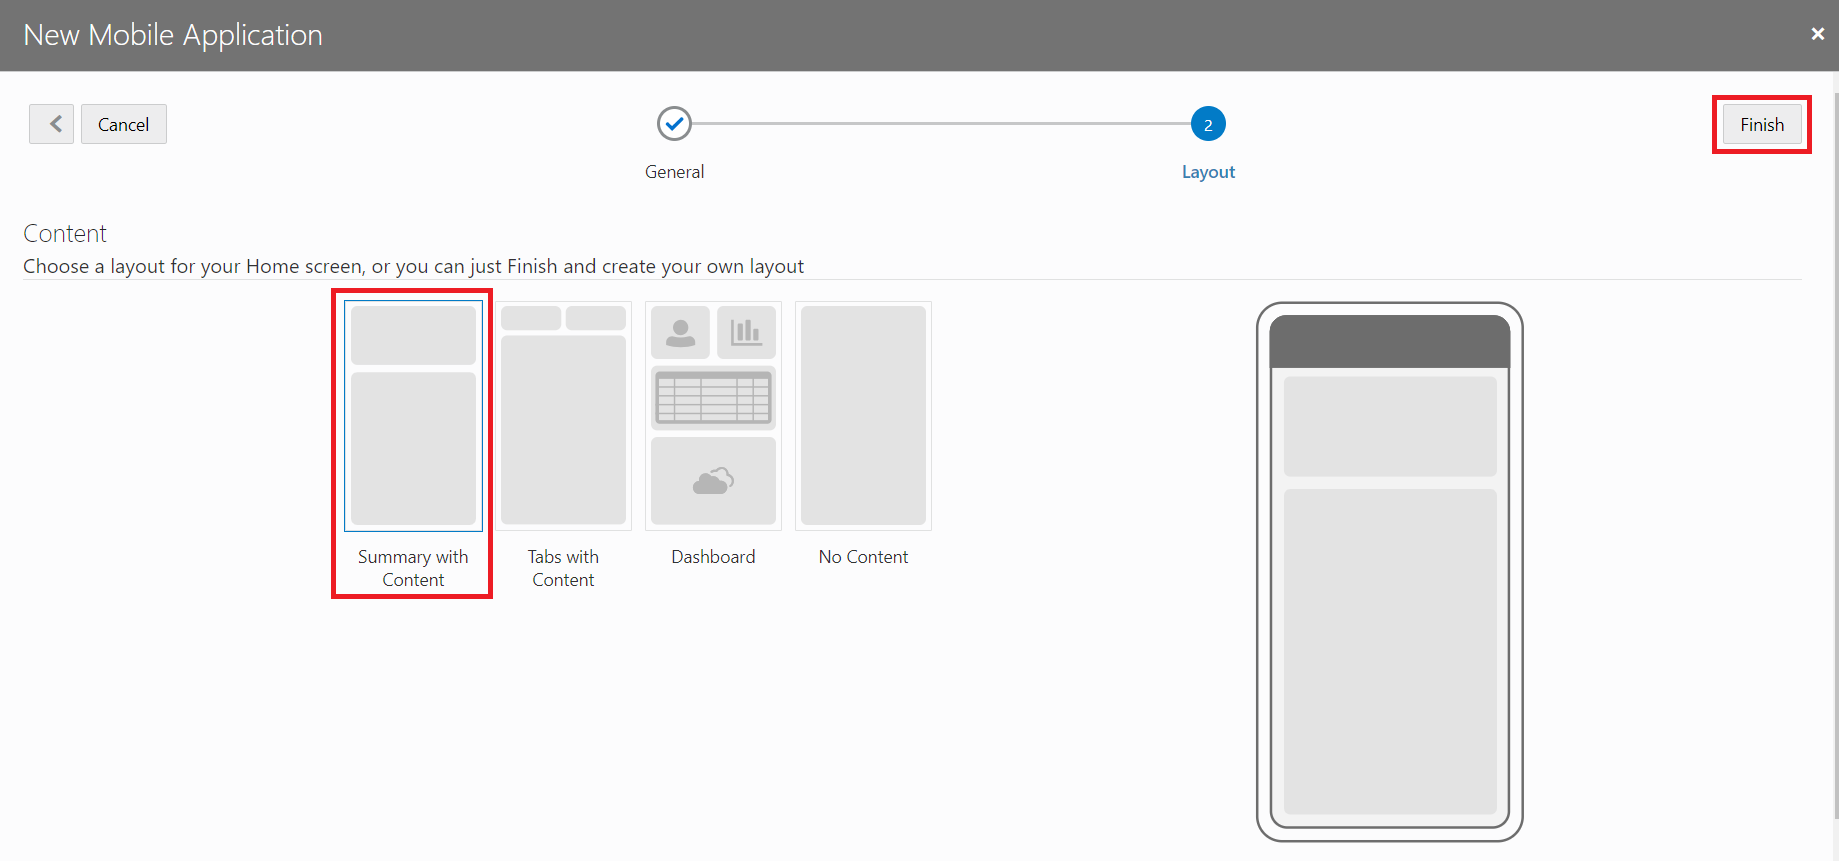 New Mobile Application
Cancel
2
Finish
General
Layout
Content
Choose a layout for your Home screen, or you can just Finish and create your own layout
Summary with
Content
Tabs with
Content
Dashboard
No Content